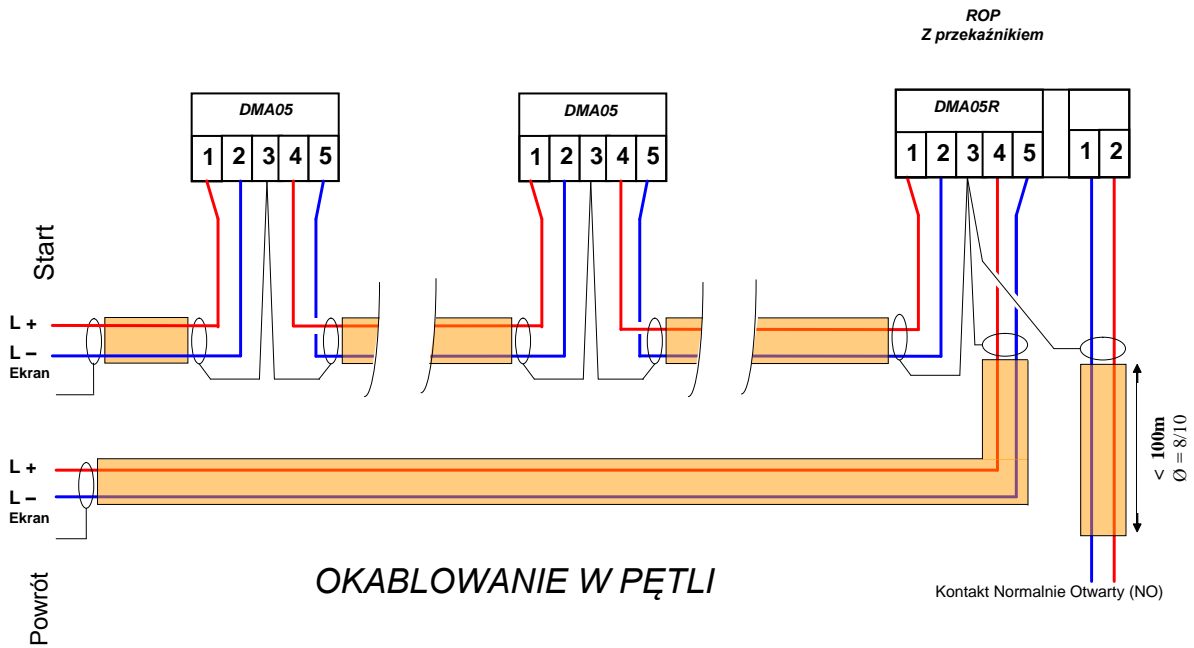 ROP
Z przekaźnikiem
DMA05
DMA05
DMA05R
1 2 3 4 5
1 2 3 4 5
1 2 3 4 5
1 2
Start
L +
L –
Ekran
L +
L –
Ekran
Powrót
< 100m
Ø = 8/10
OKABLOWANIE W PĘTLI
Kontakt Normalnie Otwarty (NO)